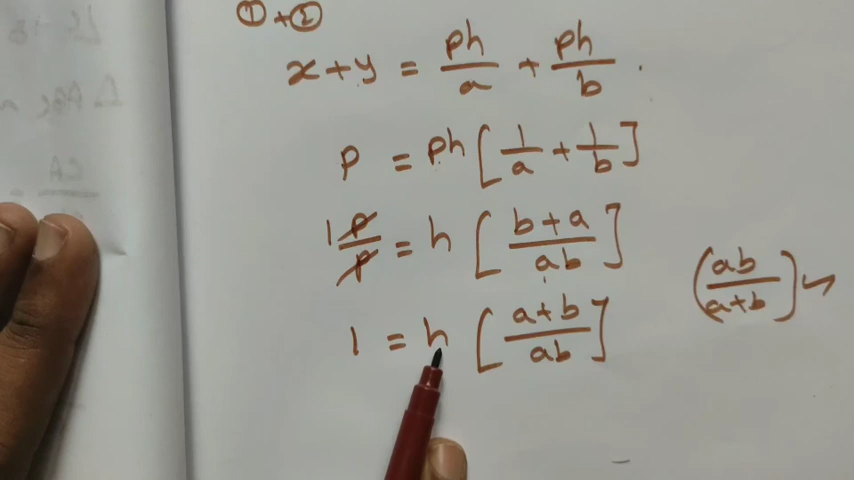 ① + ②
x + y = ph/a + ph/b .
p = ph [ 1/a + 1/b ]
1 p/p = h [ b + a / ab ]
( ab / a+b )
1 = h [ a + b / ab ]